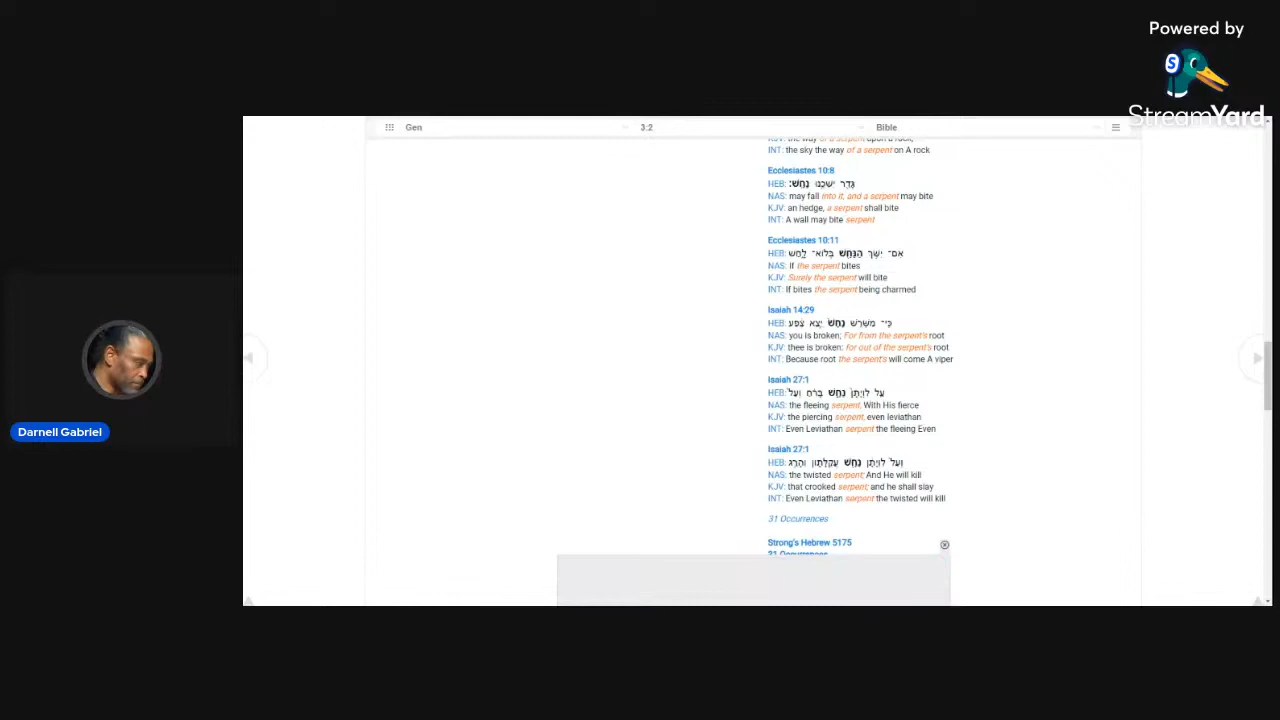 Powered by
S
StreamYard
Gen 3:2 Bible
INT: the sky the way of a serpent on A rock
Ecclesiastes 10:8
HEB: גָּדֵ֖ר יִשְּׁכֶ֥נּוּ נָחָֽשׁ׃
NAS: may fall into it, and a serpent may bite
KJV: an hedge, a serpent shall bite
INT: A wall may bite serpent
Ecclesiastes 10:11
HEB: אִם־ יִשֹּׁ֥ךְ הַנָּחָ֖שׁ בְּלוֹא־ לָ֑חַשׁ
NAS: If the serpent bites
KJV: Surely the serpent will bite
INT: If bites the serpent being charmed
Isaiah 14:29
HEB: כִּֽי־ מִשֹּׁ֤רֶשׁ נָחָשׁ֙ יֵ֣צֵא צֶ֔פַע
NAS: you is broken; For from the serpent's root
KJV: thee is broken: for out of the serpent's root
INT: Because root the serpent's will come A viper
Isaiah 27:1
HEB: עַ֤ל לִוְיָתָן֙ נָחָ֣שׁ בָּרִ֔חַ וְעַל֙
NAS: the fleeing serpent, With His fierce
KJV: the piercing serpent, even leviathan
INT: Even Leviathan serpent the fleeing Even
Isaiah 27:1
HEB: וְעַל֙ לִוְיָתָ֔ן נָחָ֖שׁ עֲקַלָּת֑וֹן וְהָרַ֥ג
NAS: the twisted serpent; And He will kill
KJV: that crooked serpent; and he shall slay
INT: Even Leviathan serpent the twisted will kill
31 Occurrences
Strong's Hebrew 5175
31 Occurrences
Darnell Gabriel